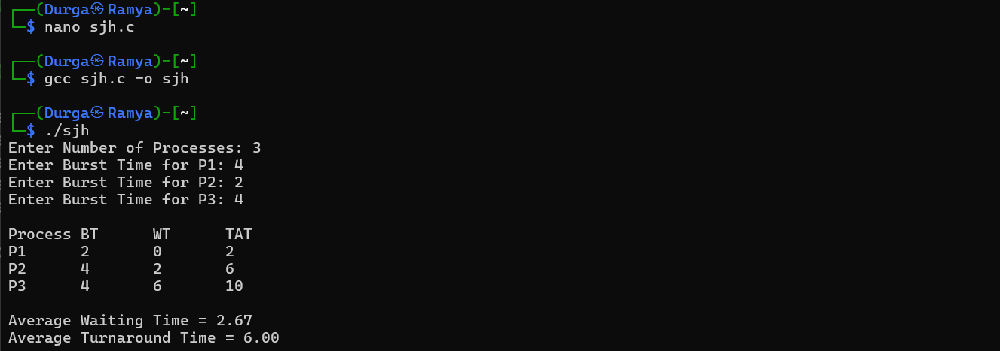 ┌──(Durga㉿Ramya)-[~]
└─$ nano sjh.c
┌──(Durga㉿Ramya)-[~]
└─$ gcc sjh.c -o sjh
┌──(Durga㉿Ramya)-[~]
└─$ ./sjh
Enter Number of Processes: 3
Enter Burst Time for P1: 4
Enter Burst Time for P2: 2
Enter Burst Time for P3: 4
Process BT      WT      TAT
P1      2       0       2
P2      4       2       6
P3      4       6       10
Average Waiting Time = 2.67
Average Turnaround Time = 6.00